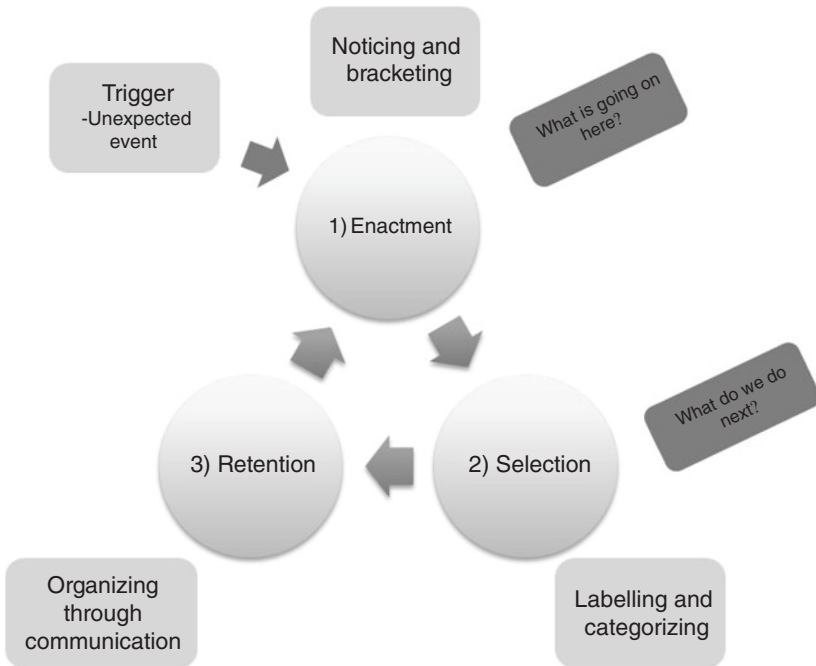 Trigger
-Unexpected
event
Noticing and
bracketing
What is going on
here?
1) Enactment
What do we do
next?
3) Retention
2) Selection
Organizing
through
communication
Labelling and
categorizing